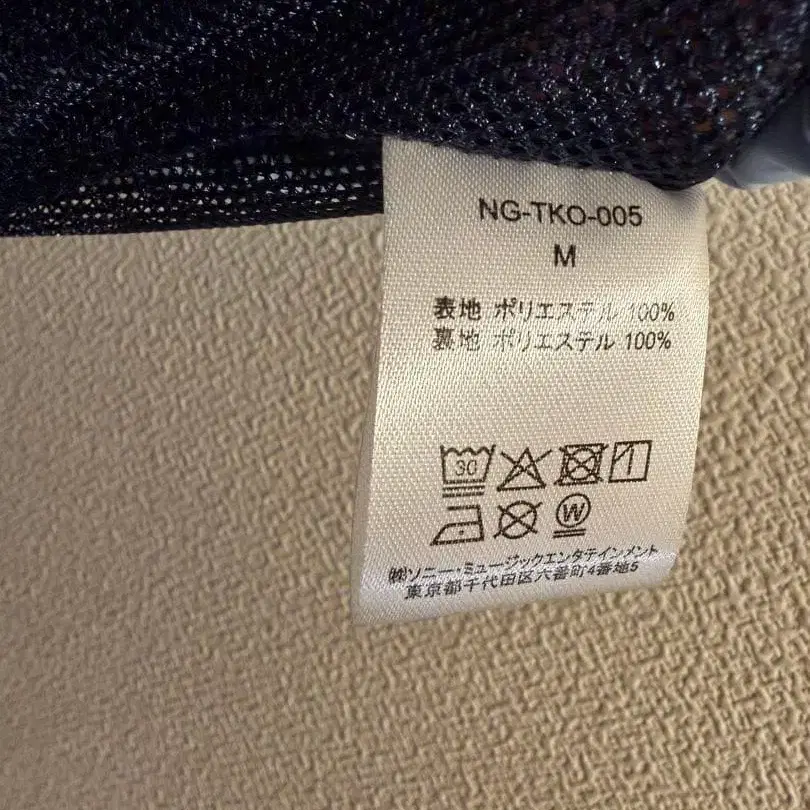 NG-TKO-005
M
表地 ポリエステル 100%
裏地 ポリエステル 100%
30
W
㈱ソニー・ミュージックエンタテインメント
東京都千代田区六番町4番地5